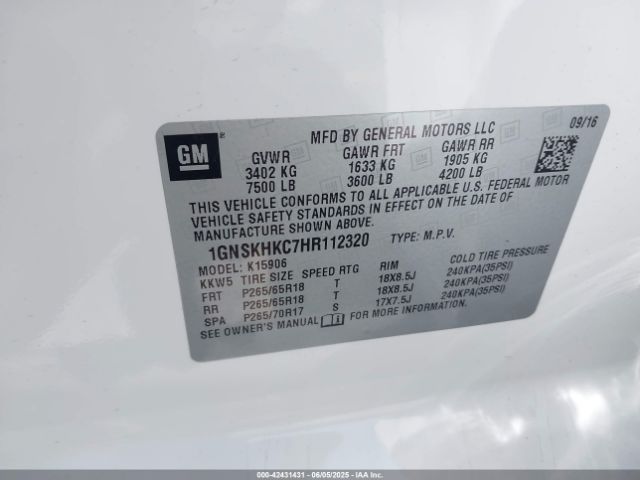 GM ®
MFD BY GENERAL MOTORS LLC 09/16
GVWR GAWR FRT GAWR RR
3402 KG 1633 KG 1905 KG
7500 LB 3600 LB 4200 LB
THIS VEHICLE CONFORMS TO ALL APPLICABLE U.S. FEDERAL MOTOR
VEHICLE SAFETY STANDARDS IN EFFECT ON THE DATE OF
MANUFACTURE SHOWN ABOVE.
1GNSKHKC7HR112320 TYPE: M.P.V.
MODEL: K15906
KKW5 TIRE SIZE SPEED RTG RIM COLD TIRE PRESSURE
FRT P265/65R18 T 18X8.5J 240KPA(35PSI)
RR P265/65R18 T 18X8.5J 240KPA(35PSI)
SPA P265/70R17 S 17X7.5J 240KPA(35PSI)
SEE OWNER'S MANUAL i FOR MORE INFORMATION.
000-42431431 | 06/05/2025 | IAA Inc.